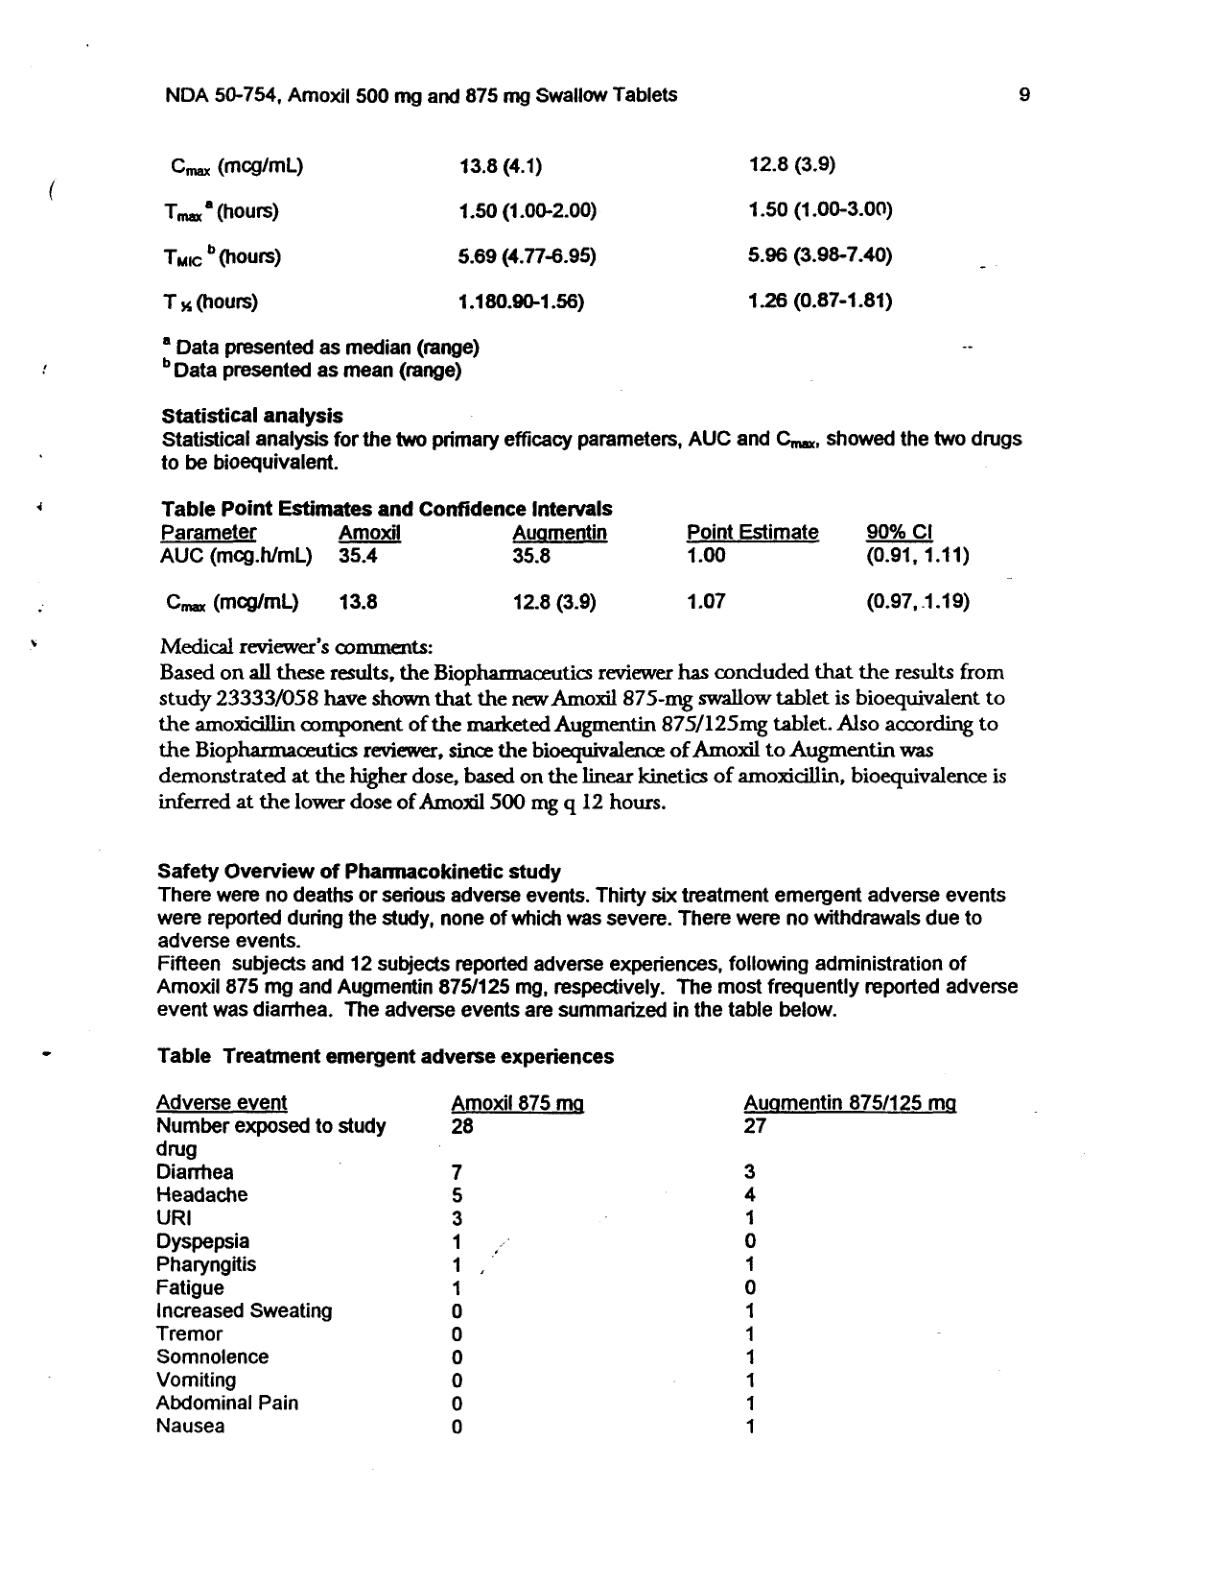 NDA 50-754, Amoxil 500 mg and 875 mg Swallow Tablets 9
Cmax (mcg/mL) 13.8 (4.1) 12.8 (3.9)
Tmax a (hours) 1.50 (1.00-2.00) 1.50 (1.00-3.00)
TMIC b (hours) 5.69 (4.77-6.95) 5.96 (3.98-7.40)
T ½ (hours) 1.180.90-1.56) 1.26 (0.87-1.81)
a Data presented as median (range)
b Data presented as mean (range)
Statistical analysis
Statistical analysis for the two primary efficacy parameters, AUC and Cmax, showed the two drugs
to be bioequivalent.
Table Point Estimates and Confidence Intervals
Parameter Amoxil Augmentin Point Estimate 90% CI
AUC (mcg.h/mL) 35.4 35.8 1.00 (0.91, 1.11)
Cmax (mcg/mL) 13.8 12.8 (3.9) 1.07 (0.97, 1.19)
Medical reviewer's comments:
Based on all these results, the Biopharmaceutics reviewer has concluded that the results from
study 23333/058 have shown that the new Amoxil 875-mg swallow tablet is bioequivalent to
the amoxicillin component of the marketed Augmentin 875/125mg tablet. Also according to
the Biopharmaceutics reviewer, since the bioequivalence of Amoxil to Augmentin was
demonstrated at the higher dose, based on the linear kinetics of amoxicillin, bioequivalence is
inferred at the lower dose of Amoxil 500 mg q 12 hours.
Safety Overview of Pharmacokinetic study
There were no deaths or serious adverse events. Thirty six treatment emergent adverse events
were reported during the study, none of which was severe. There were no withdrawals due to
adverse events.
Fifteen subjects and 12 subjects reported adverse experiences, following administration of
Amoxil 875 mg and Augmentin 875/125 mg, respectively. The most frequently reported adverse
event was diarrhea. The adverse events are summarized in the table below.
Table Treatment emergent adverse experiences
Adverse event Amoxil 875 mg Augmentin 875/125 mg
Number exposed to study 28 27
drug
Diarrhea 7 3
Headache 5 4
URI 3 1
Dyspepsia 1 0
Pharyngitis 1 1
Fatigue 1 0
Increased Sweating 0 1
Tremor 0 1
Somnolence 0 1
Vomiting 0 1
Abdominal Pain 0 1
Nausea 0 1